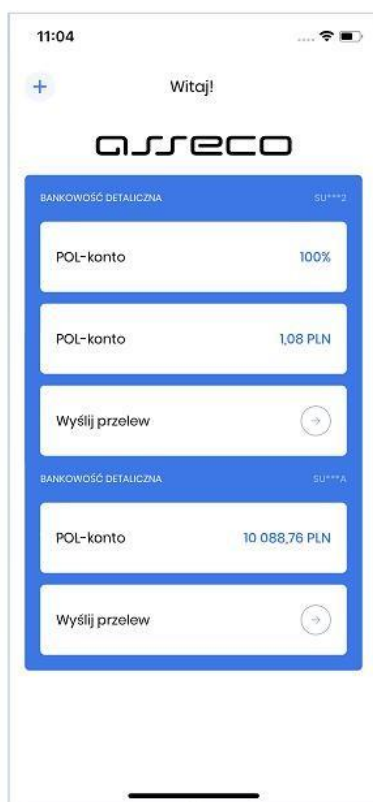 11:04
+ Witaj!
asseco
BANKOWOŚĆ DETALICZNA SU***2
POL-konto 100%
POL-konto 1,08 PLN
Wyślij przelew
BANKOWOŚĆ DETALICZNA SU***A
POL-konto 10 088,76 PLN
Wyślij przelew